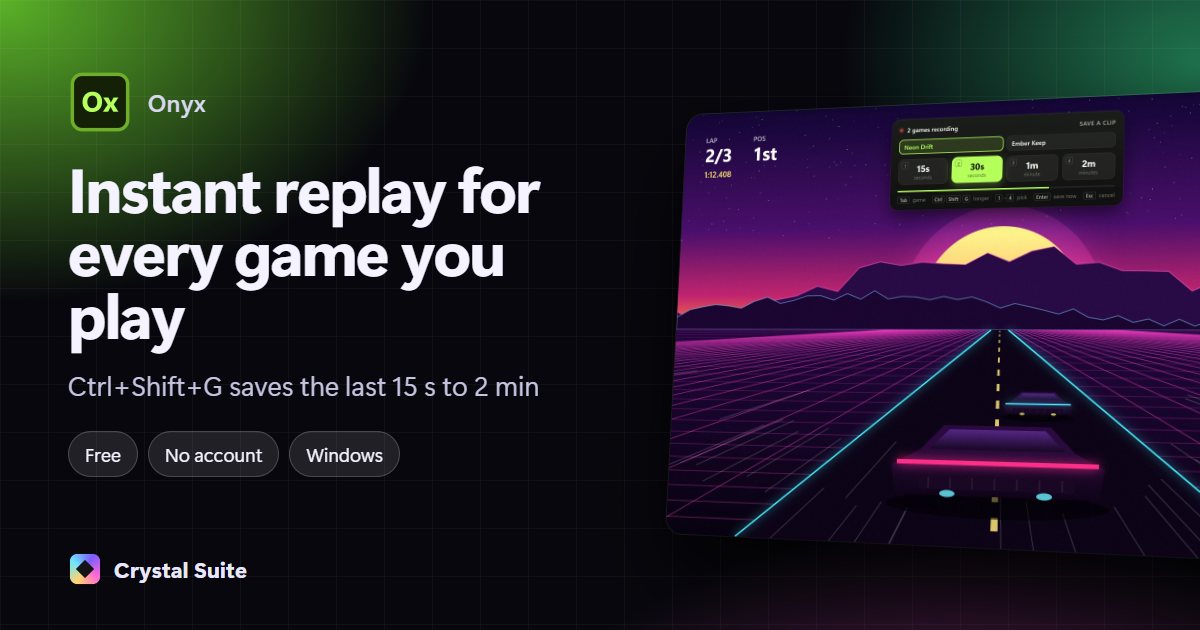 Ox
Onyx
Instant replay for
every game you
play
Ctrl+Shift+G saves the last 15 s to 2 min
Free
No account
Windows
Crystal Suite
LAP
2/3
1:12.408
POS
1st
2 games recording
SAVE A CLIP
Neon Drift
Ember Keep
15s
seconds
30s
seconds
1m
minute
2m
minutes
Tab game Ctrl Shift G longer 1 - 4 pick Enter save now Esc cancel